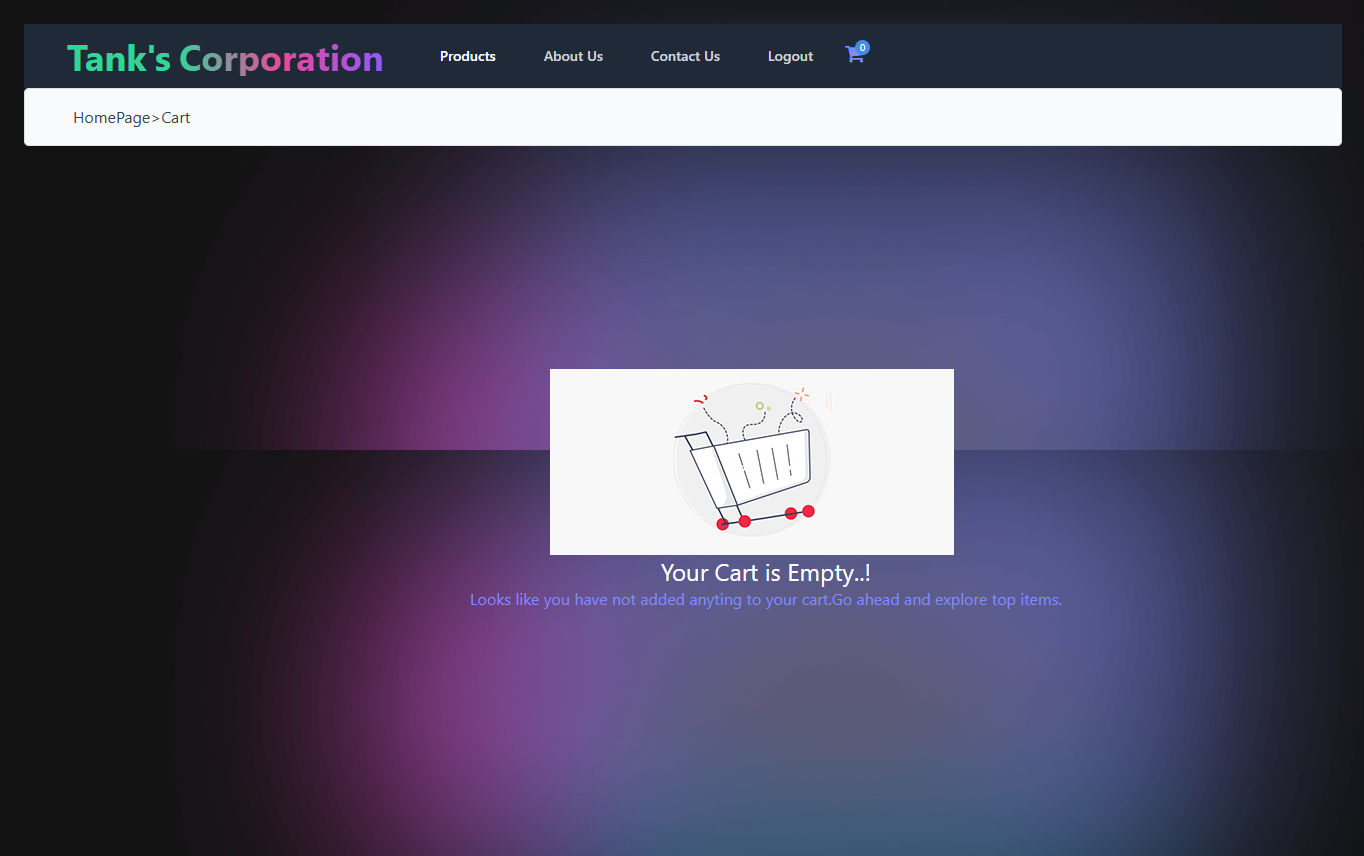 Tank's Corporation Products About Us Contact Us Logout 0
HomePage>Cart
Your Cart is Empty..!
Looks like you have not added anyting to your cart.Go ahead and explore top items.